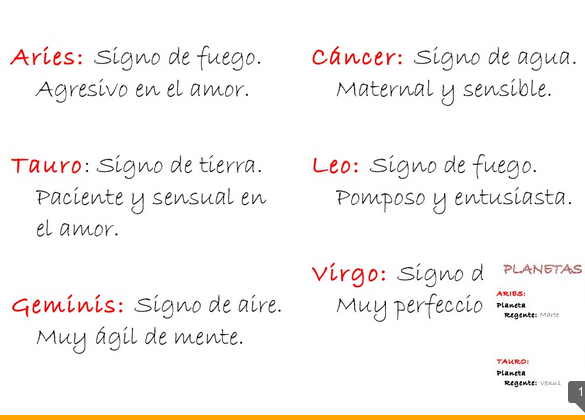 Aries: Signo de fuego.
Agresivo en el amor.
Tauro: Signo de tierra.
Paciente y sensual en
el amor.
Geminis: Signo de aire.
Muy ágil de mente.
Cáncer: Signo de agua.
Maternal y sensible.
Leo: Signo de fuego.
Pomposo y entusiasta.
Virgo: Signo d
Muy perfeccio
PLANETAS
ARIES:
Planeta
Regente: Marte
TAURO:
Planeta
Regente: Venus
1